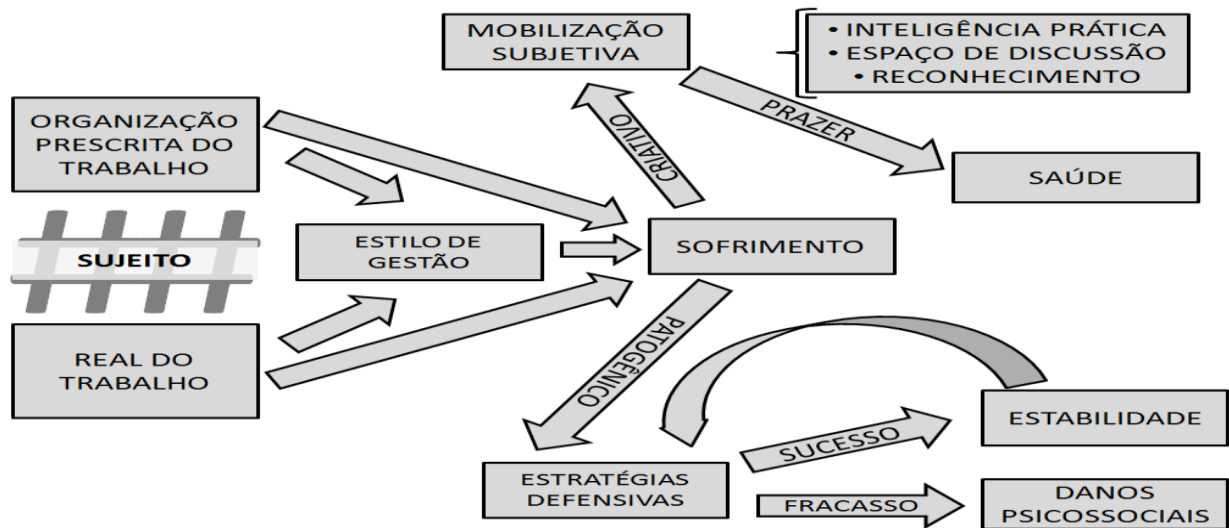 MOBILIZAÇÃO
SUBJETIVA
• INTELIGÊNCIA PRÁTICA
• ESPAÇO DE DISCUSSÃO
• RECONHECIMENTO
ORGANIZAÇÃO
PRESCRITA DO
TRABALHO
CRIATIVO
PRAZER
SAÚDE
SUJEITO
ESTILO DE
GESTÃO
SOFRIMENTO
REAL DO
TRABALHO
PATOGÊNICO
ESTABILIDADE
SUCESSO
ESTRATÉGIAS
DEFENSIVAS
FRACASSO
DANOS
PSICOSSOCIAIS